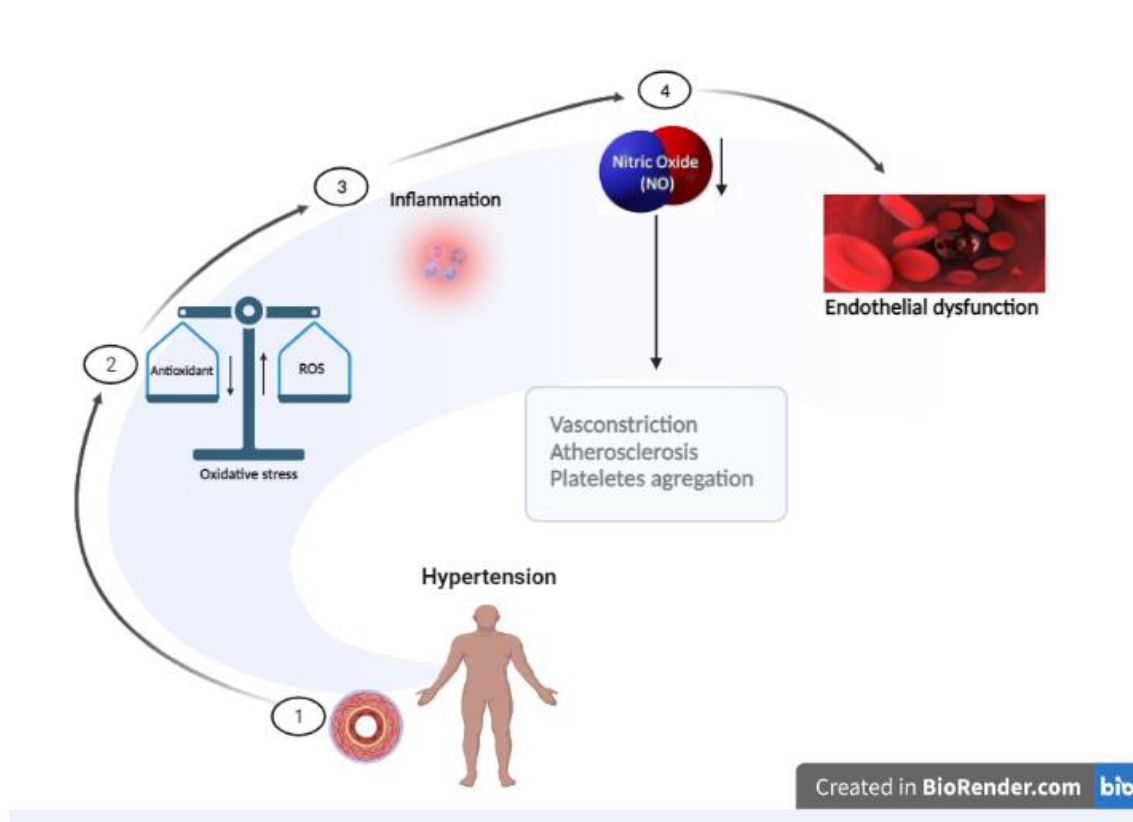 4
Nitric Oxide
(NO)
3
Inflammation
Endothelial dysfunction
2
Antioxidant
ROS
Oxidative stress
Vasconstriction
Atherosclerosis
Plateletes agregation
Hypertension
1
Created in BioRender.com bio